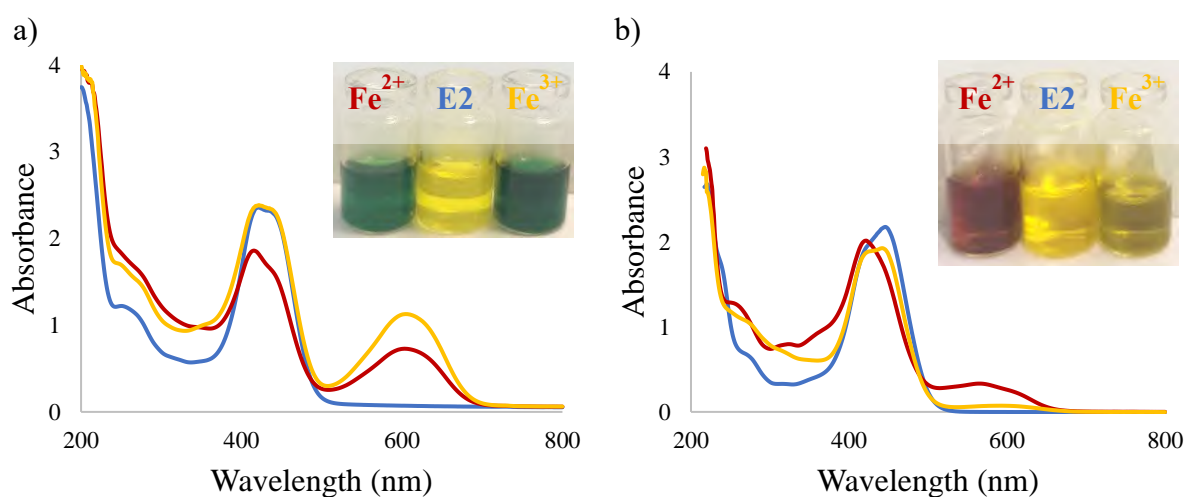 a)
b)
4
3
2
1
0
Absorbance
200
400
600
800
Wavelength (nm)
Fe2+ E2 Fe3+
4
3
2
1
0
Absorbance
200
400
600
800
Wavelength (nm)
Fe2+ E2 Fe3+